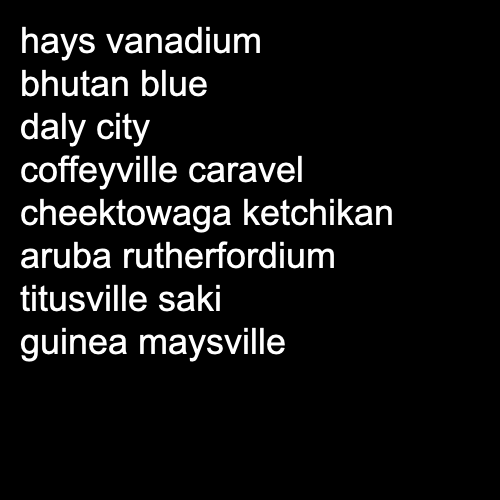 hays vanadium
bhutan blue
daly city
coffeyville caravel
cheektowaga ketchikan
aruba rutherfordium
titusville saki
guinea maysville